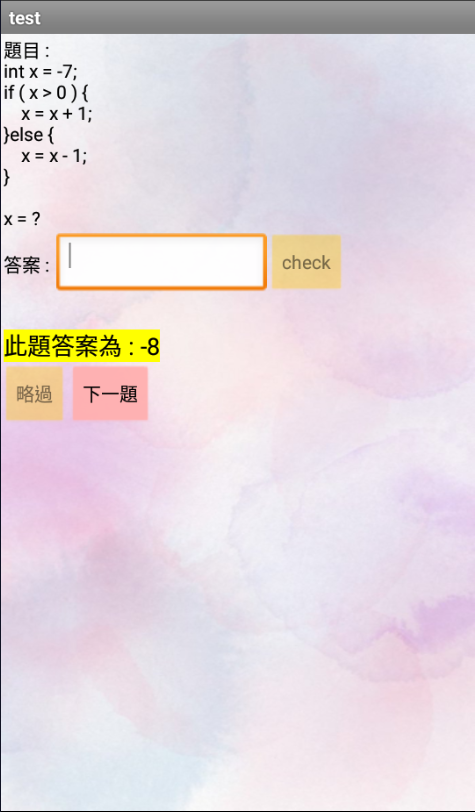 test
題目 :
int x = -7;
if ( x > 0 ) {
    x = x + 1;
}else {
    x = x - 1;
}
x = ?
答案 : check
此題答案為 : -8
略過 下一題